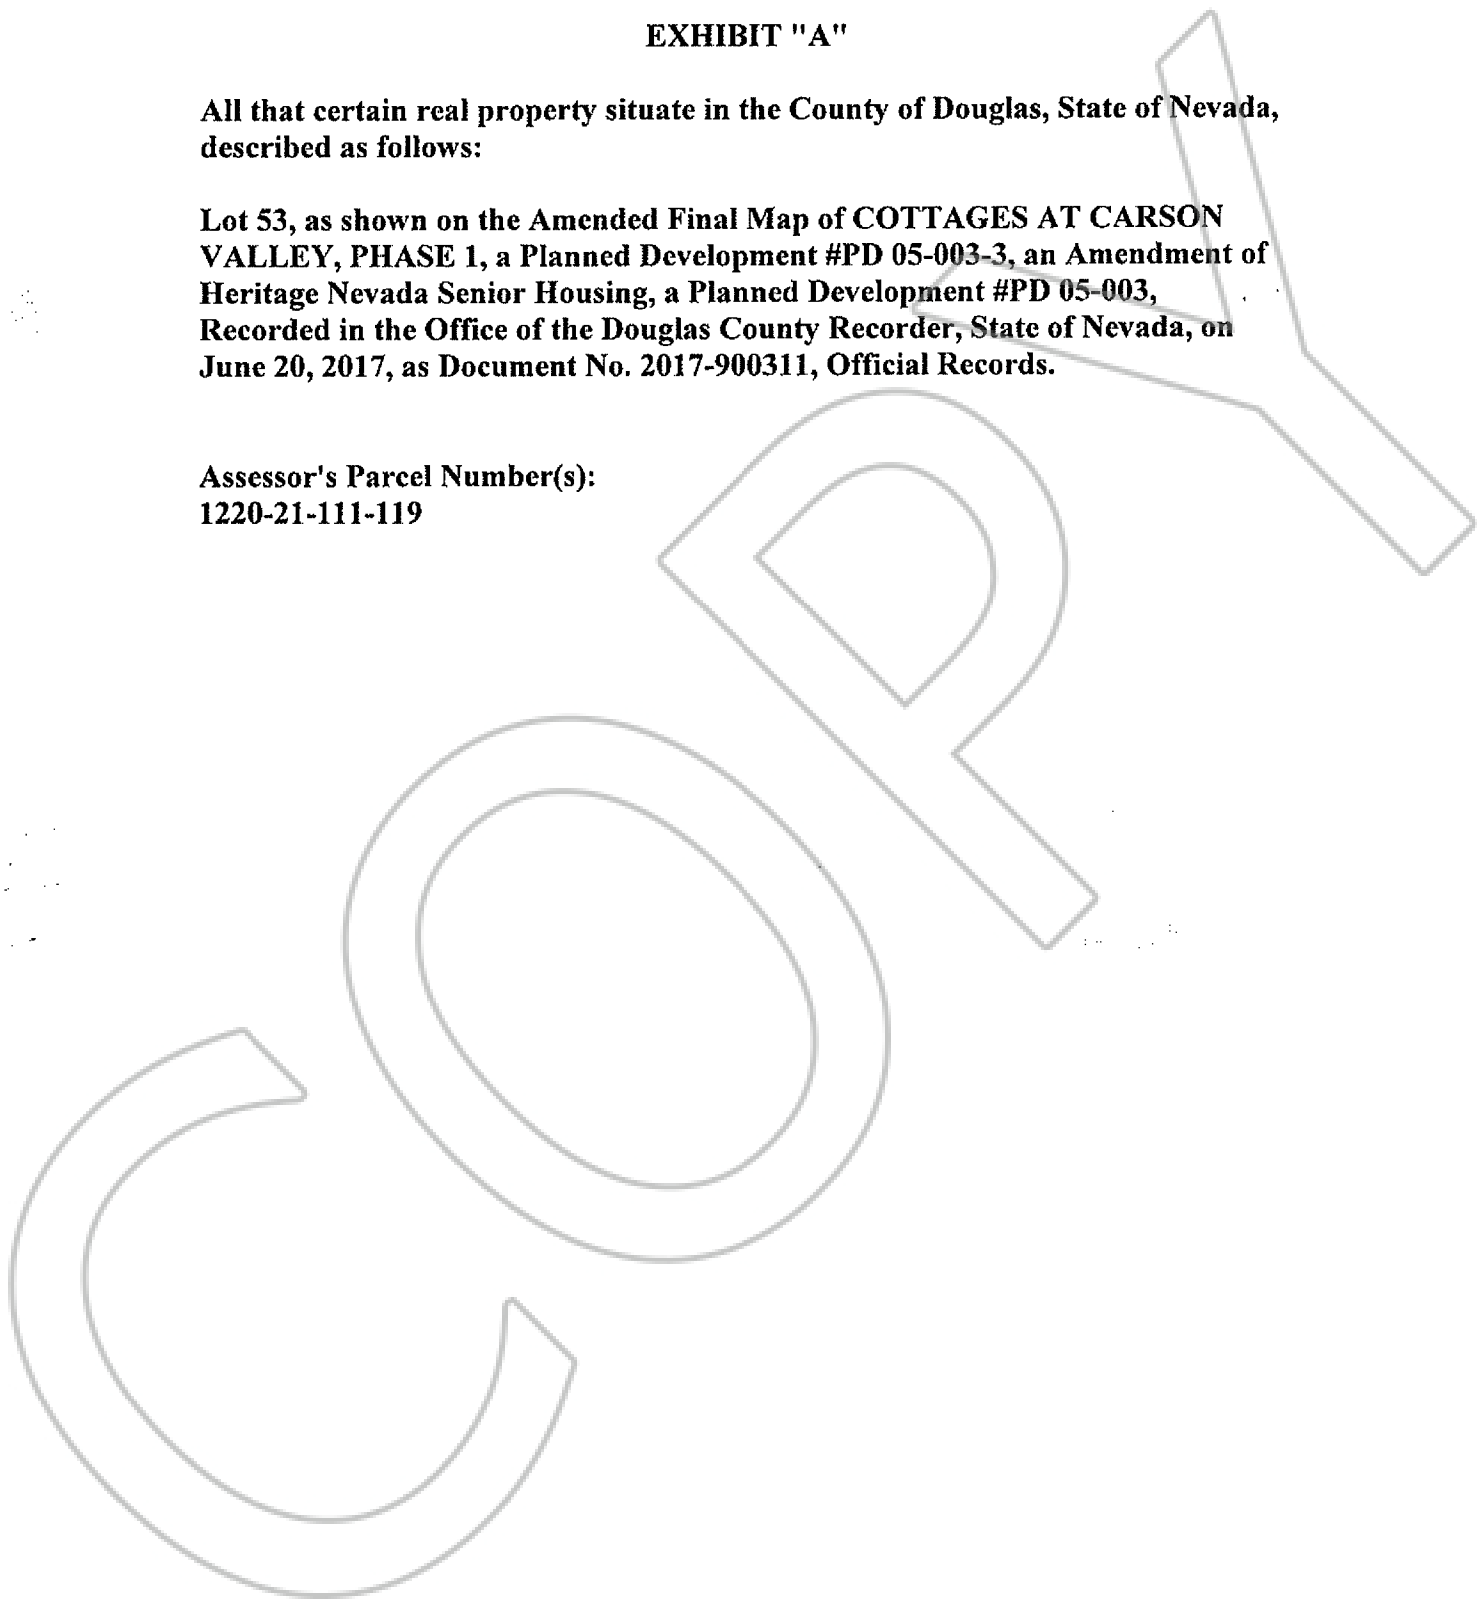 EXHIBIT "A"
All that certain real property situate in the County of Douglas, State of Nevada,
described as follows:
Lot 53, as shown on the Amended Final Map of COTTAGES AT CARSON
VALLEY, PHASE 1, a Planned Development #PD 05-003-3, an Amendment of
Heritage Nevada Senior Housing, a Planned Development #PD 05-003,
Recorded in the Office of the Douglas County Recorder, State of Nevada, on
June 20, 2017, as Document No. 2017-900311, Official Records.
Assessor's Parcel Number(s):
1220-21-111-119
COPY